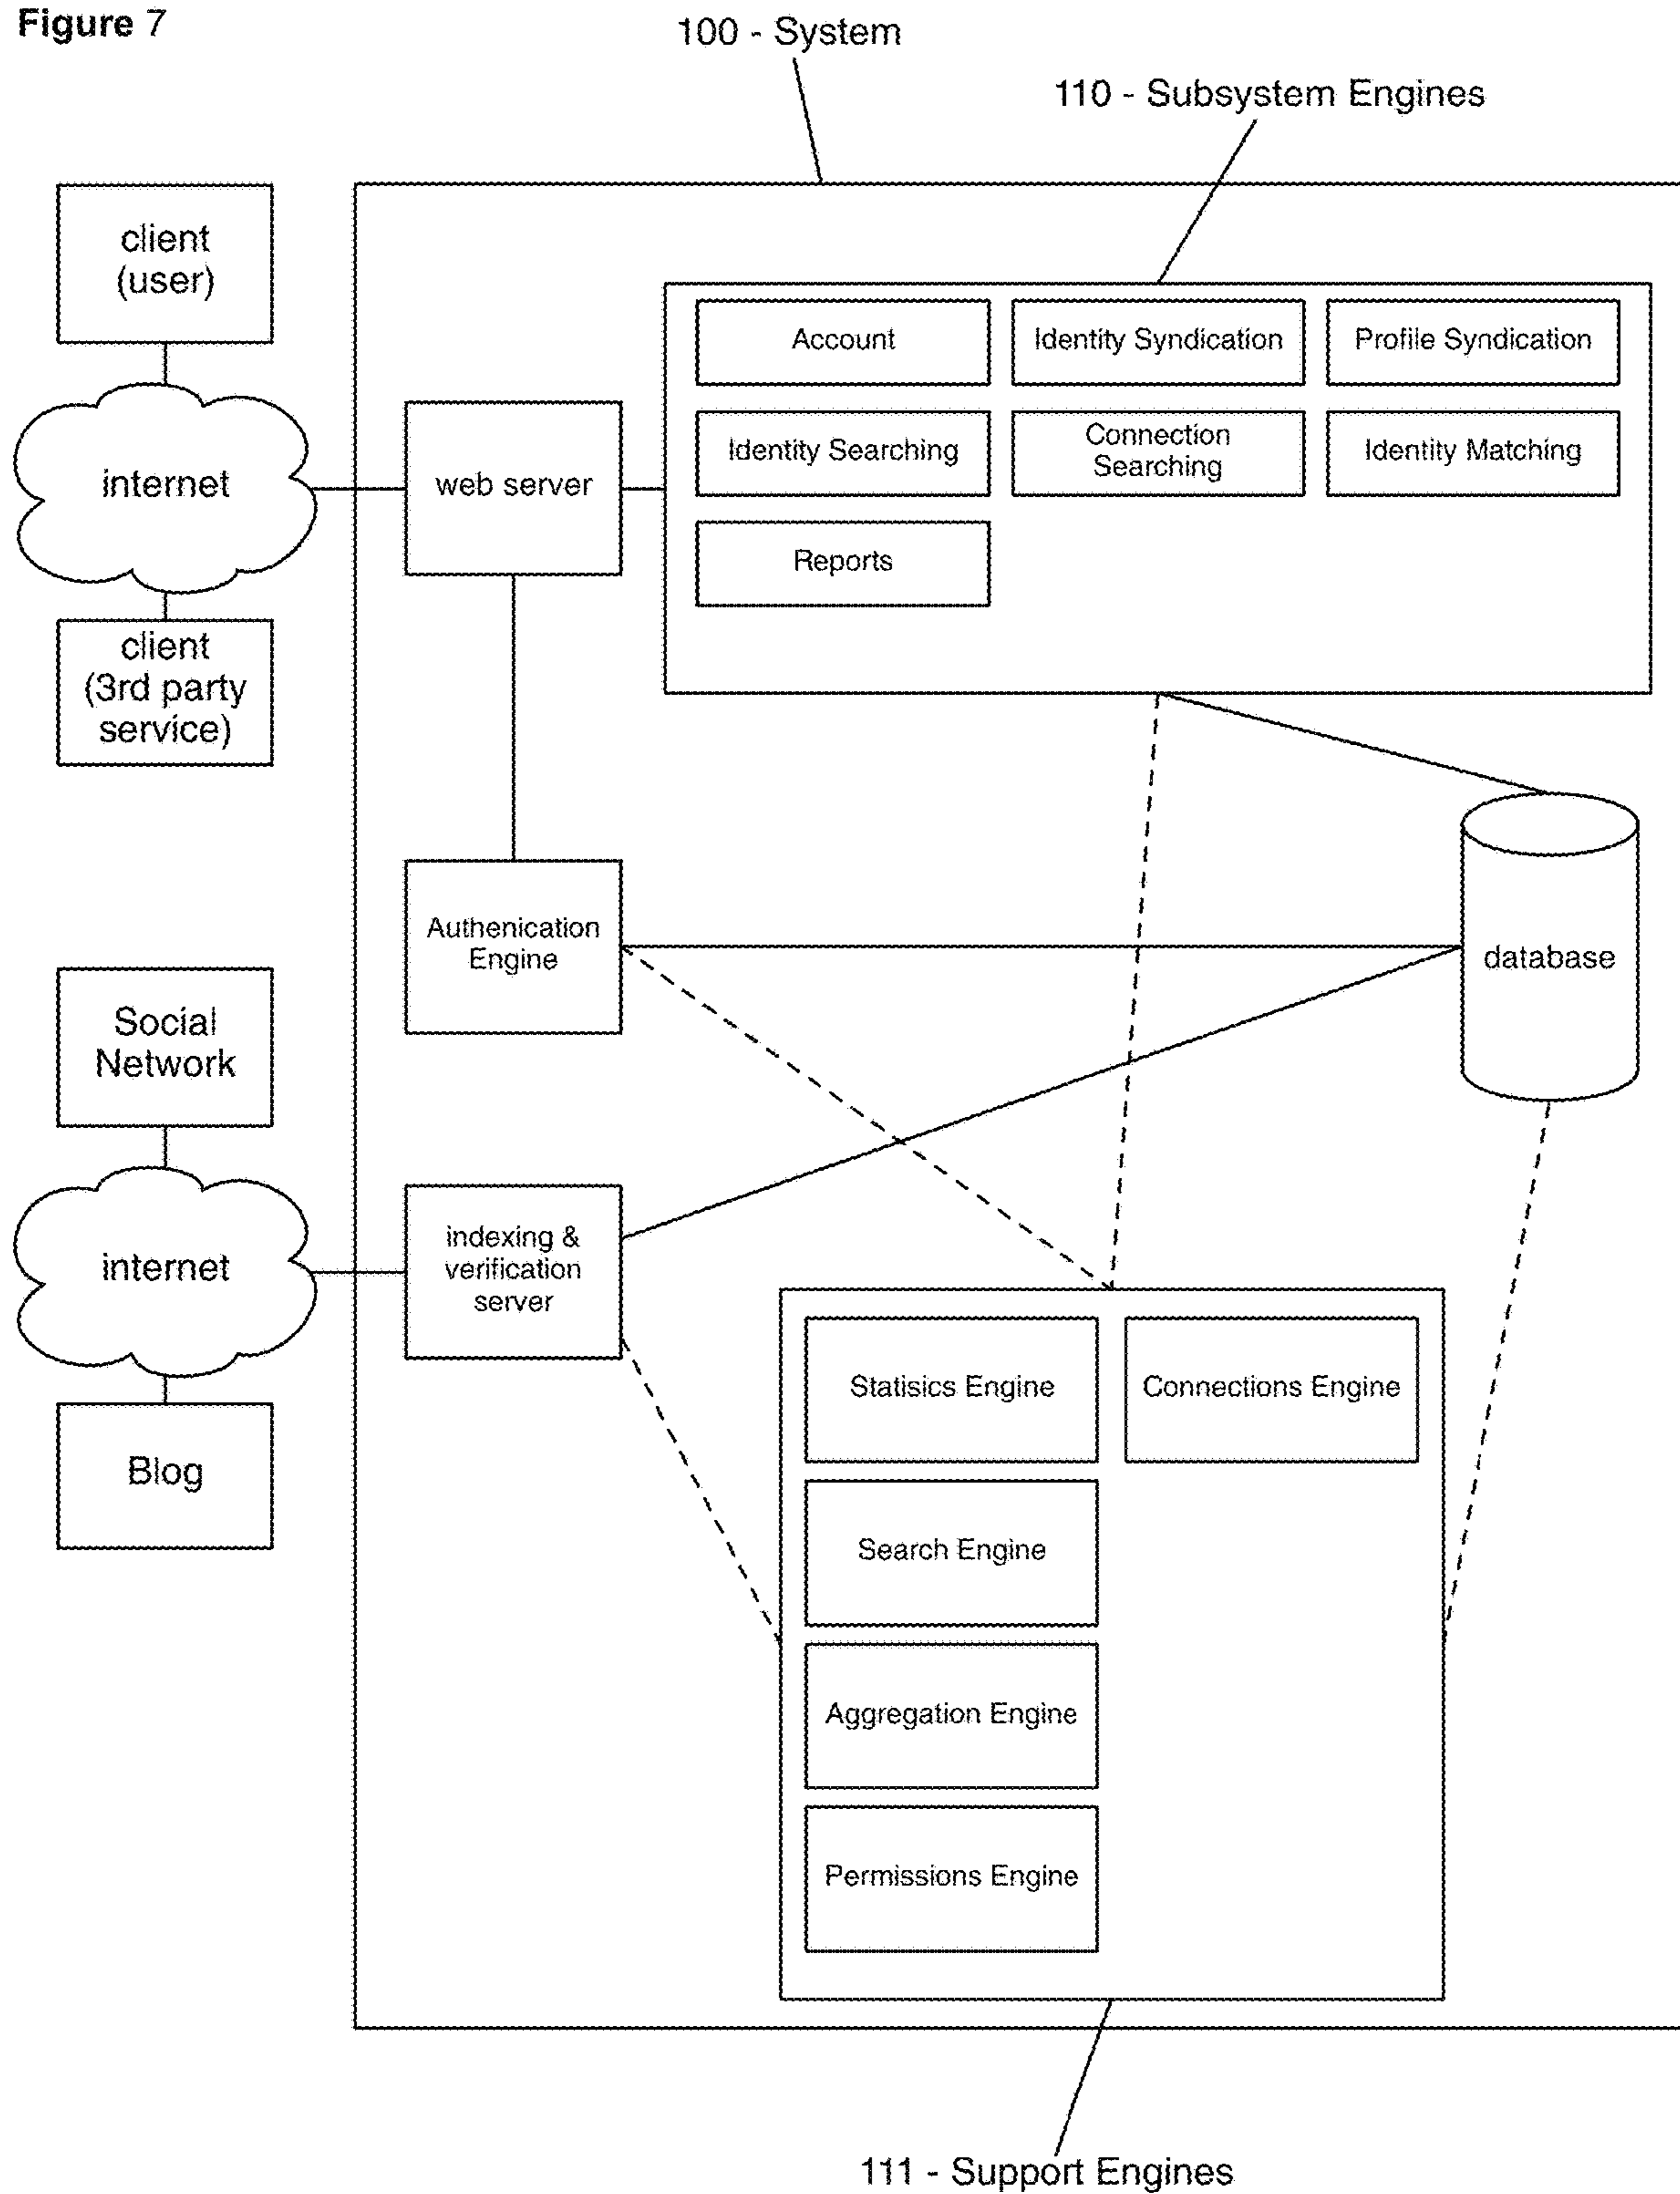 Figure 7
100 - System
110 - Subsystem Engines
client
(user)
internet
client
(3rd party
service)
web server
Account
Identity Syndication
Profile Syndication
Identity Searching
Connection
Searching
Identity Matching
Reports
Authenication
Engine
database
Social
Network
internet
Blog
indexing &
verification
server
Statisics Engine
Connections Engine
Search Engine
Aggregation Engine
Permissions Engine
111 - Support Engines